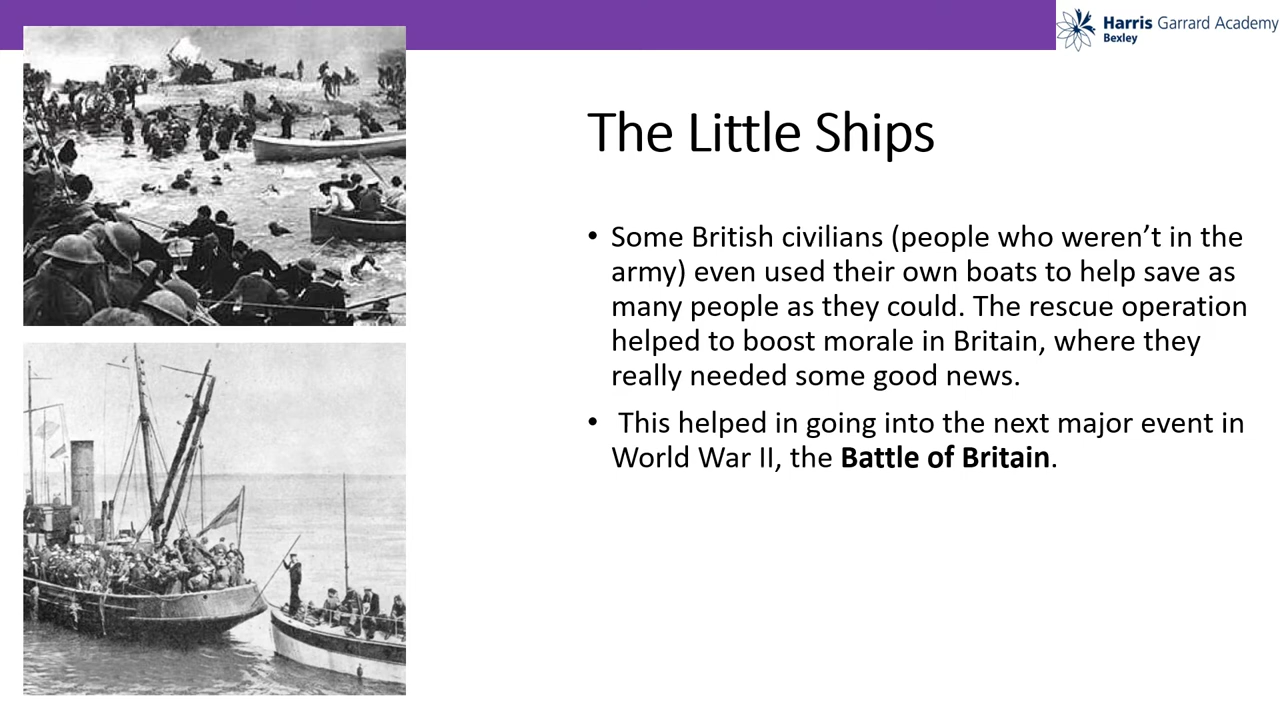 Harris Garrard Academy
Bexley
The Little Ships
• Some British civilians (people who weren’t in the
army) even used their own boats to help save as
many people as they could. The rescue operation
helped to boost morale in Britain, where they
really needed some good news.
• This helped in going into the next major event in
World War II, the Battle of Britain.